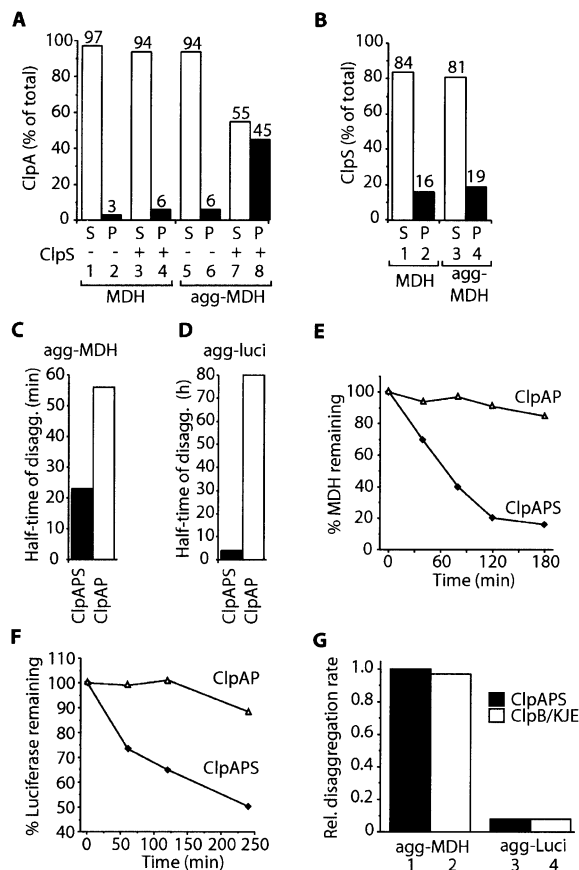 A
ClpA (% of total)
100
80
60
40
20
0
97
3
94
6
94
6
55
45
S P S P S P S P
ClpS - - + + - - + +
1 2 3 4 5 6 7 8
MDH agg-MDH
B
ClpS (% of total)
100
80
60
40
20
0
84
16
81
19
S P S P
1 2 3 4
MDH agg-
MDH
C
agg-MDH
Half-time of disagg. (min)
60
50
40
30
20
10
0
ClpAPS
ClpAP
D
agg-luci
Half-time of disagg. (h)
80
70
60
50
40
30
20
10
0
ClpAPS
ClpAP
E
% MDH remaining
100
80
60
40
20
0
ClpAP
ClpAPS
0 60 120 180
Time (min)
F
% Luciferase remaining
110
100
90
80
70
60
50
40
ClpAP
ClpAPS
0 50 100 150 200 250
Time (min)
G
Rel. disaggregation rate
1.0
0.8
0.6
0.4
0.2
0
ClpAPS
ClpB/KJE
agg-MDH agg-Luci
1 2 3 4